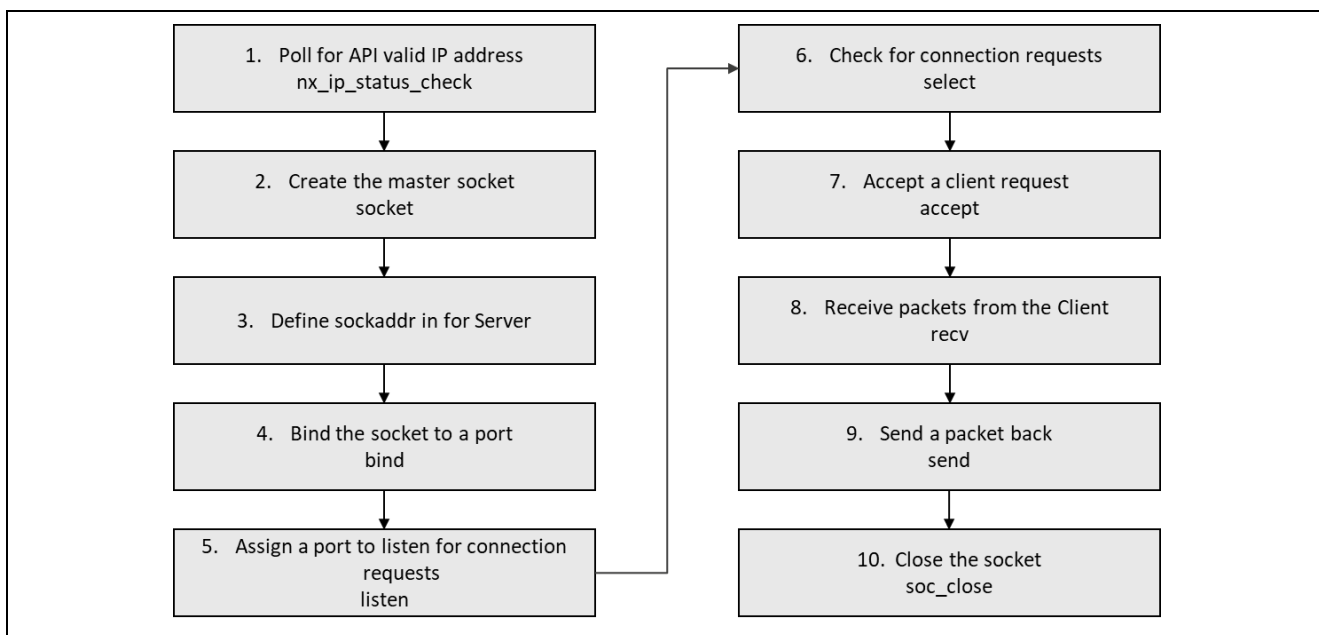 1. Poll for API valid IP address
nx_ip_status_check
2. Create the master socket
socket
3. Define sockaddr in for Server
4. Bind the socket to a port
bind
5. Assign a port to listen for connection
requests
listen
6. Check for connection requests
select
7. Accept a client request
accept
8. Receive packets from the Client
recv
9. Send a packet back
send
10. Close the socket
soc_close